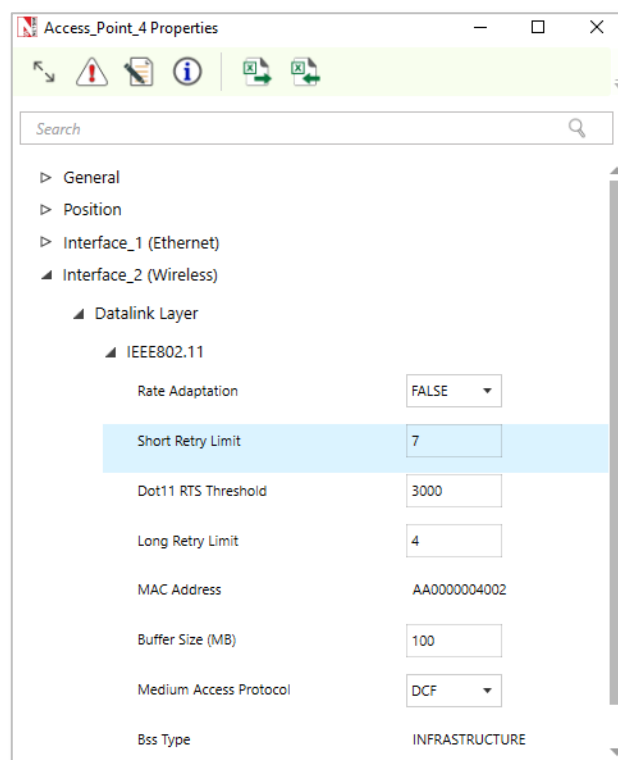 Access_Point_4 Properties
Search
General
Position
Interface_1 (Ethernet)
Interface_2 (Wireless)
Datalink Layer
IEEE802.11
Rate Adaptation FALSE
Short Retry Limit 7
Dot11 RTS Threshold 3000
Long Retry Limit 4
MAC Address AA0000004002
Buffer Size (MB) 100
Medium Access Protocol DCF
Bss Type INFRASTRUCTURE